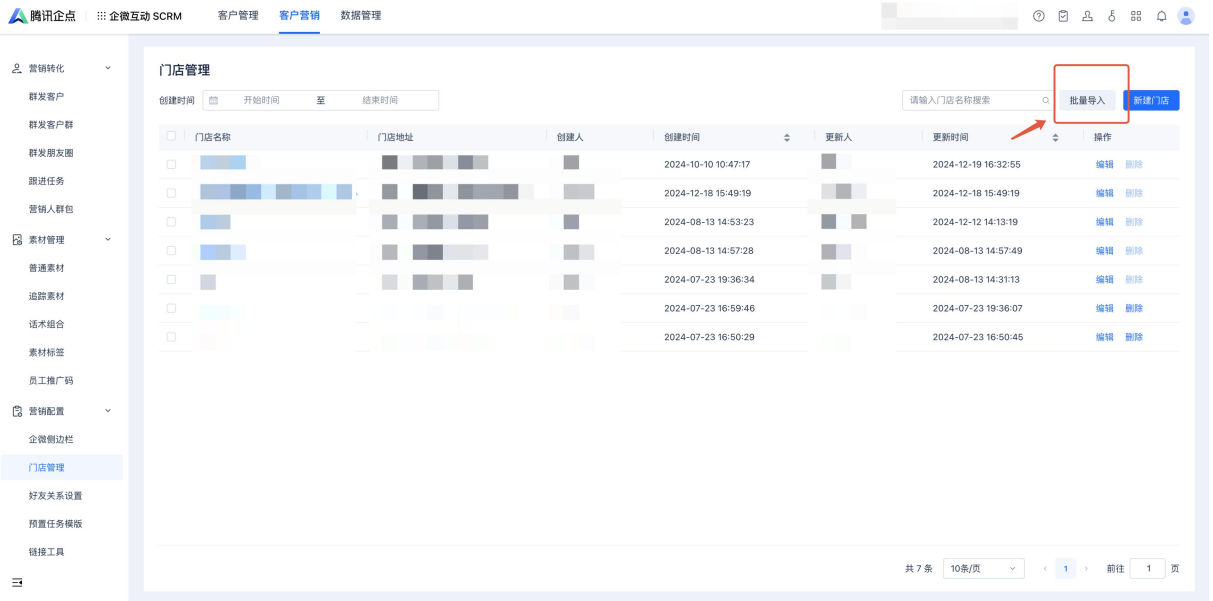 腾讯企点 企微互动 SCRM 客户管理 客户营销 数据管理
营销转化
群发客户
群发客户群
群发朋友圈
跟进任务
营销人群包
素材管理
普通素材
追踪素材
话术组合
素材标签
员工推广码
营销配置
企微侧边栏
门店管理
好友关系设置
预置任务模版
链接工具
门店管理
创建时间 开始时间 至 结束时间 请输入门店名称搜索 批量导入 新建门店
门店名称 门店地址 创建人 创建时间 更新人 更新时间 操作
2024-10-10 10:47:17 2024-12-19 16:32:55 编辑 删除
2024-12-18 15:49:19 2024-12-18 15:49:19 编辑 删除
2024-08-13 14:53:23 2024-12-12 14:13:19 编辑 删除
2024-08-13 14:57:28 2024-08-13 14:57:49 编辑 删除
2024-07-23 19:36:34 2024-08-13 14:31:13 编辑 删除
2024-07-23 16:59:46 2024-07-23 19:36:07 编辑 删除
2024-07-23 16:50:29 2024-07-23 16:50:45 编辑 删除
共 7 条 10条/页 1 前往 1 页